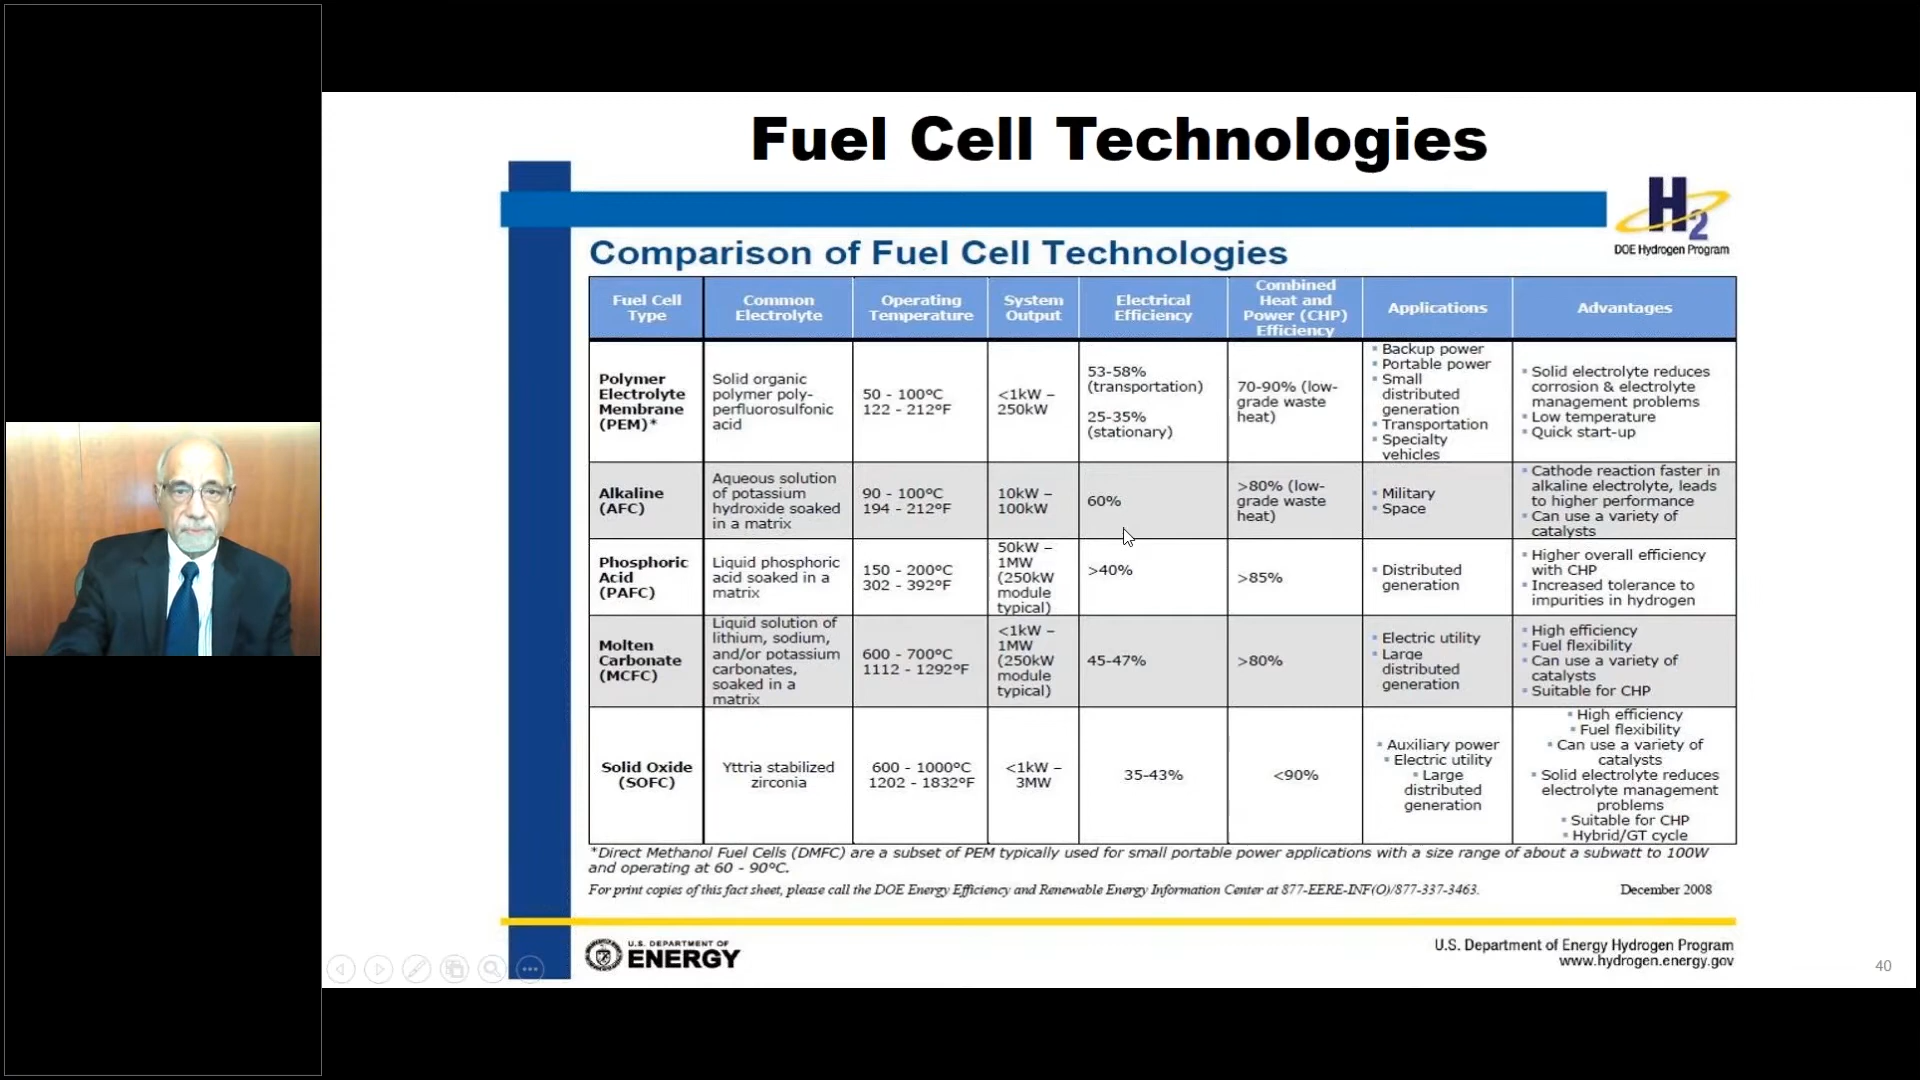 Fuel Cell Technologies
H2
DOE Hydrogen Program
Comparison of Fuel Cell Technologies
Fuel Cell
Type
Common
Electrolyte
Operating
Temperature
System
Output
Electrical
Efficiency
Combined
Heat and
Power (CHP)
Efficiency
Applications
Advantages
Polymer
Electrolyte
Membrane
(PEM)*
Solid organic
polymer poly-
perfluorosulfonic
acid
50 - 100°C
122 - 212°F
<1kW –
250kW
53-58%
(transportation)
25-35%
(stationary)
70-90% (low-
grade waste
heat)
▪ Backup power
▪ Portable power
▪ Small
distributed
generation
▪ Transportation
▪ Specialty
vehicles
▪ Solid electrolyte reduces
corrosion & electrolyte
management problems
▪ Low temperature
▪ Quick start-up
Alkaline
(AFC)
Aqueous solution
of potassium
hydroxide soaked
in a matrix
90 - 100°C
194 - 212°F
10kW –
100kW
60%
>80% (low-
grade waste
heat)
▪ Military
▪ Space
▪ Cathode reaction faster in
alkaline electrolyte, leads
to higher performance
▪ Can use a variety of
catalysts
Phosphoric
Acid
(PAFC)
Liquid phosphoric
acid soaked in a
matrix
150 - 200°C
302 - 392°F
50kW –
1MW
(250kW
module
typical)
>40%
>85%
▪ Distributed
generation
▪ Higher overall efficiency
with CHP
▪ Increased tolerance to
impurities in hydrogen
Molten
Carbonate
(MCFC)
Liquid solution of
lithium, sodium,
and/or potassium
carbonates,
soaked in a
matrix
600 - 700°C
1112 - 1292°F
<1kW –
1MW
(250kW
module
typical)
45-47%
>80%
▪ Electric utility
▪ Large
distributed
generation
▪ High efficiency
▪ Fuel flexibility
▪ Can use a variety of
catalysts
▪ Suitable for CHP
Solid Oxide
(SOFC)
Yttria stabilized
zirconia
600 - 1000°C
1202 - 1832°F
<1kW –
3MW
35-43%
<90%
▪ Auxiliary power
▪ Electric utility
▪ Large
distributed
generation
▪ High efficiency
▪ Fuel flexibility
▪ Can use a variety of
catalysts
▪ Solid electrolyte reduces
electrolyte management
problems
▪ Suitable for CHP
▪ Hybrid/GT cycle
*Direct Methanol Fuel Cells (DMFC) are a subset of PEM typically used for small portable power applications with a size range of about a subwatt to 100W
and operating at 60 - 90°C.
For print copies of this fact sheet, please call the DOE Energy Efficiency and Renewable Energy Information Center at 877-EERE-INF(O)/877-337-3463.
December 2008
U.S. DEPARTMENT OF
ENERGY
U.S. Department of Energy Hydrogen Program
www.hydrogen.energy.gov
40